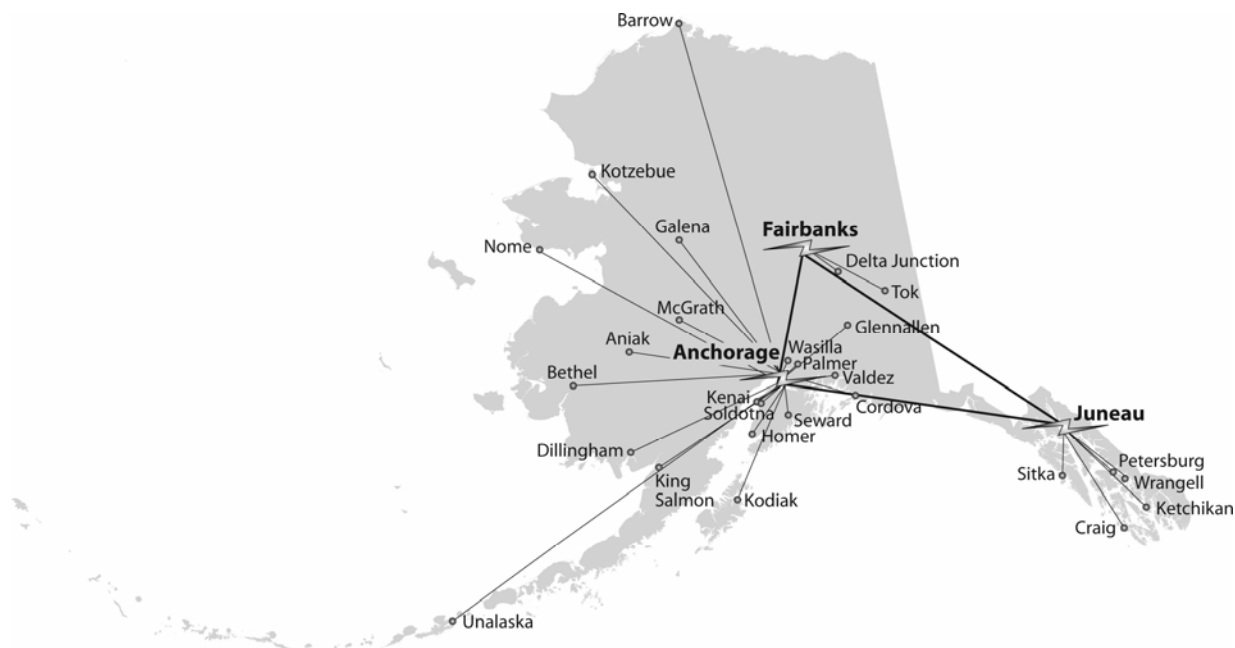 Barrow
Kotzebue
Galena
Fairbanks
Nome
Delta Junction
Tok
McGrath
Glennallen
Aniak
Anchorage
Wasilla
Palmer
Bethel
Valdez
Kenai
Soldotna
Cordova
Seward
Juneau
Homer
Dillingham
King
Salmon
Kodiak
Sitka
Petersburg
Wrangell
Ketchikan
Craig
Unalaska